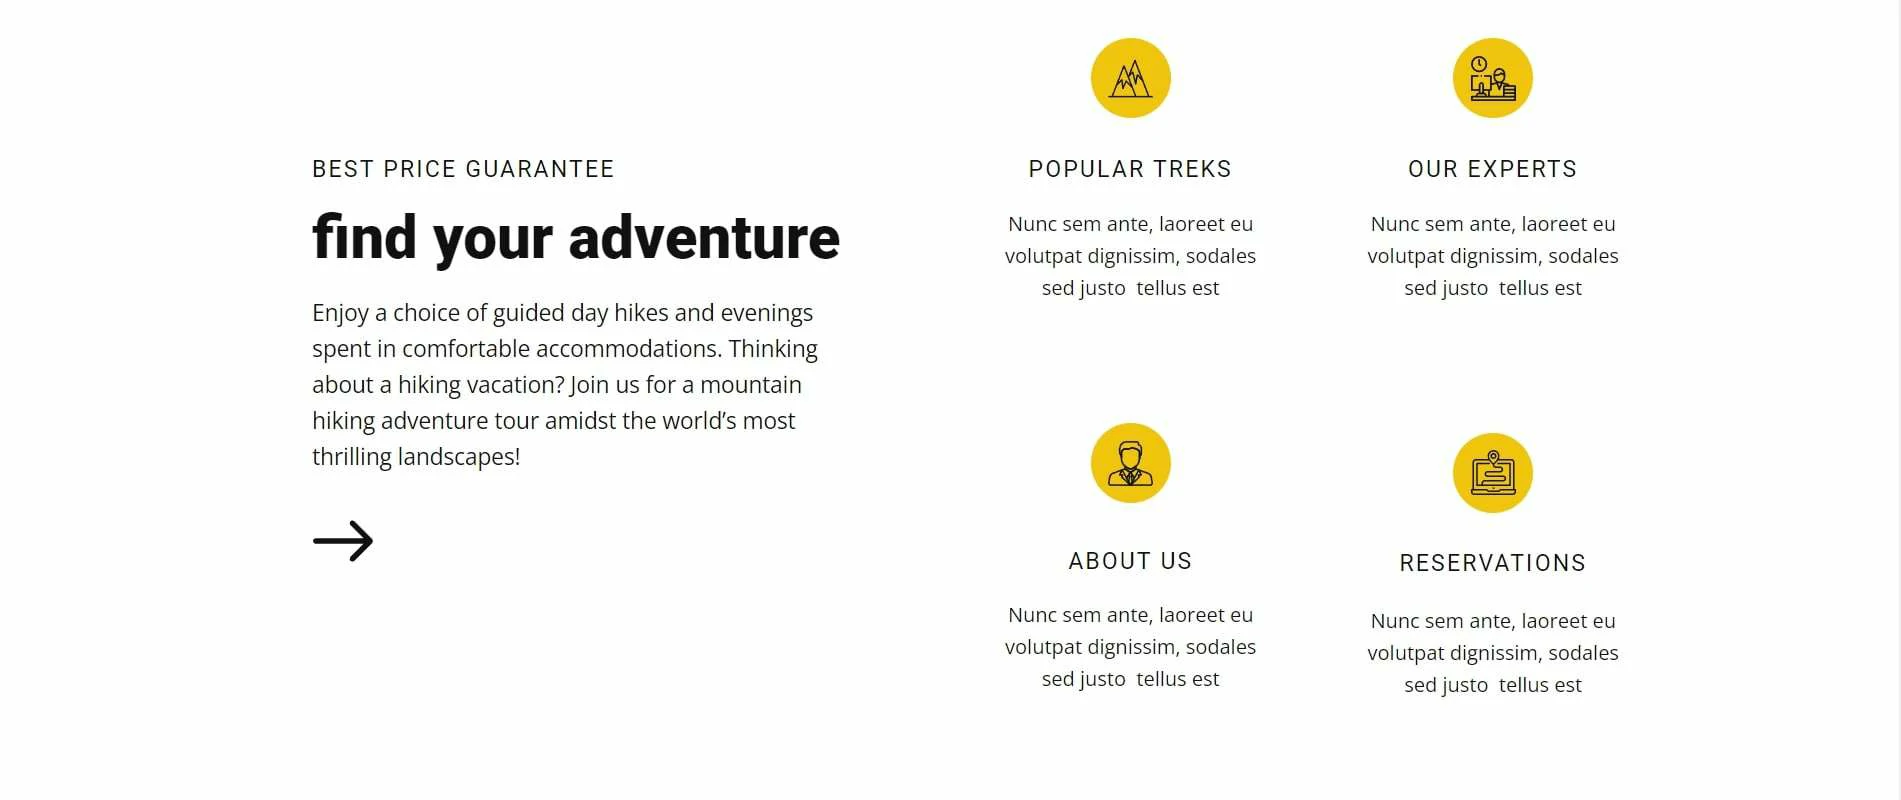 BEST PRICE GUARANTEE
find your adventure
Enjoy a choice of guided day hikes and evenings
spent in comfortable accommodations. Thinking
about a hiking vacation? Join us for a mountain
hiking adventure tour amidst the world’s most
thrilling landscapes!
POPULAR TREKS
Nunc sem ante, laoreet eu
volutpat dignissim, sodales
sed justo  tellus est
OUR EXPERTS
Nunc sem ante, laoreet eu
volutpat dignissim, sodales
sed justo  tellus est
ABOUT US
Nunc sem ante, laoreet eu
volutpat dignissim, sodales
sed justo  tellus est
RESERVATIONS
Nunc sem ante, laoreet eu
volutpat dignissim, sodales
sed justo  tellus est